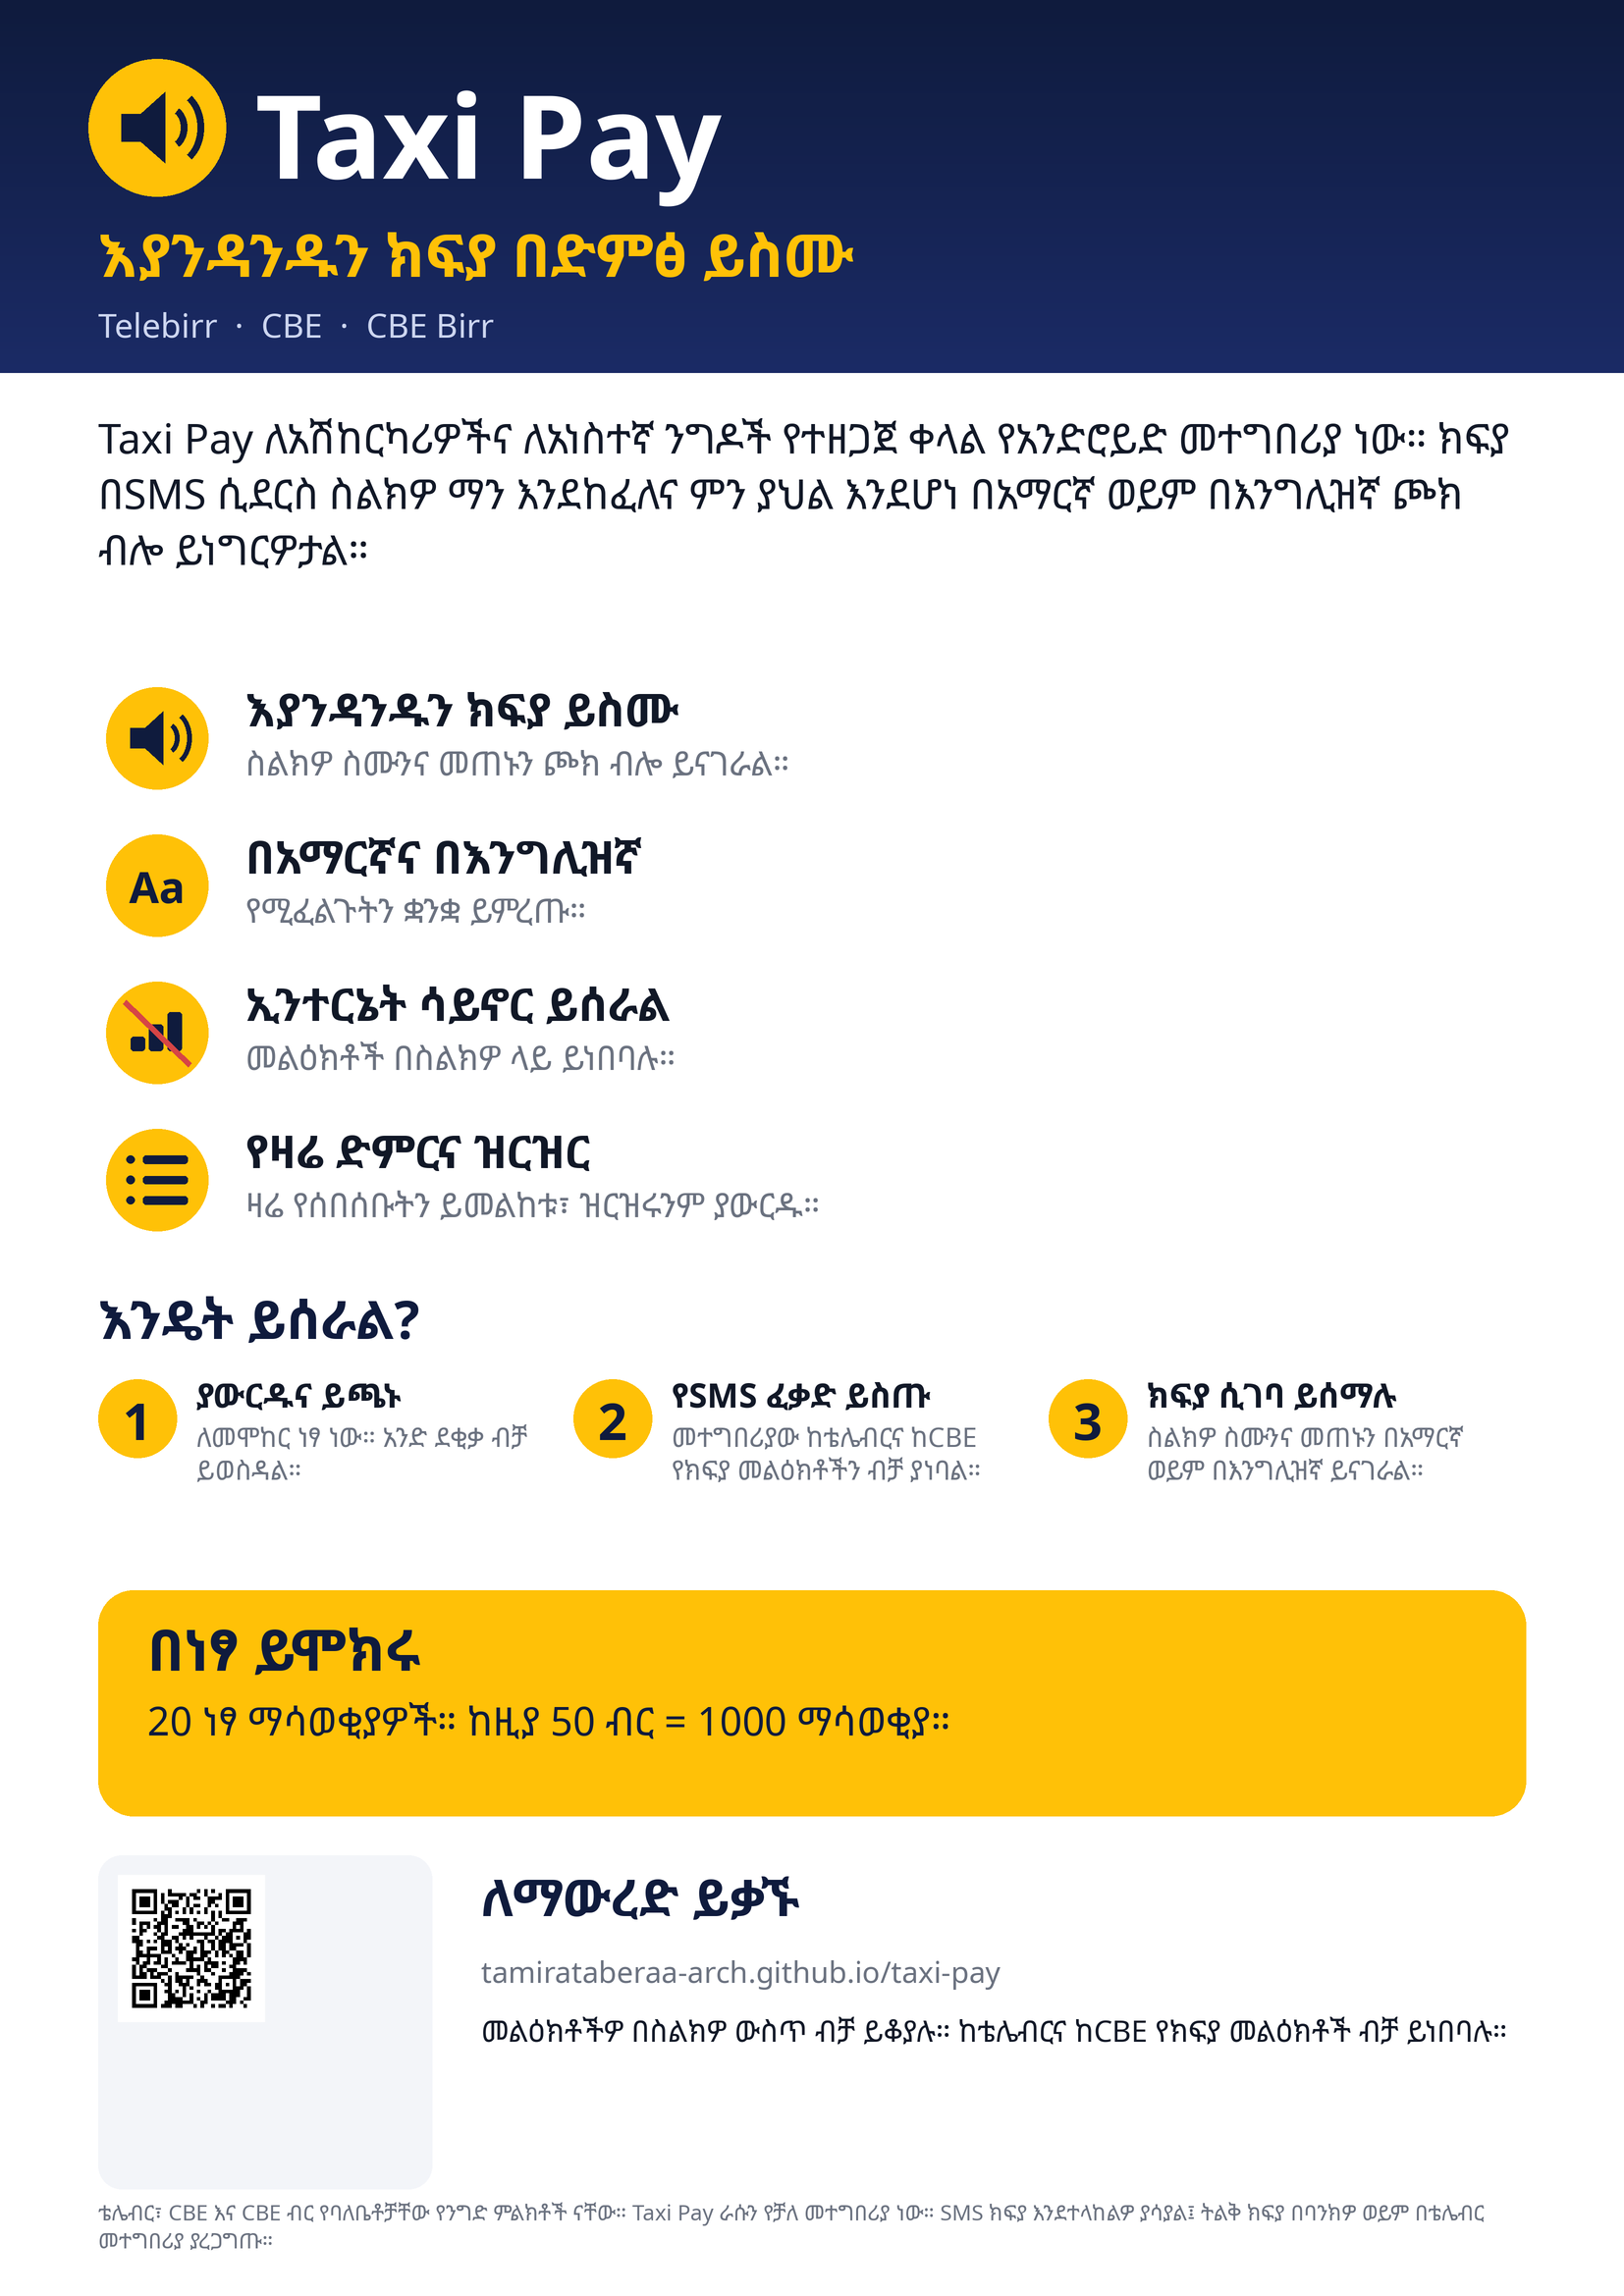 Taxi Pay
እያንዳንዱን ክፍያ በድምፅ ይስሙ
Telebirr · CBE · CBE Birr
Taxi Pay ለአሽከርካሪዎችና ለአነስተኛ ንግዶች የተዘጋጀ ቀላል የአንድሮይድ መተግበሪያ ነው። ክፍያ
በSMS ሲደርስ ስልክዎ ማን እንደከፈለና ምን ያህል እንደሆነ በአማርኛ ወይም በእንግሊዝኛ ጮክ
ብሎ ይነግርዎታል።
እያንዳንዱን ክፍያ ይስሙ
ስልክዎ ስሙንና መጠኑን ጮክ ብሎ ይናገራል።
Aa
በአማርኛና በእንግሊዝኛ
የሚፈልጉትን ቋንቋ ይምረጡ።
ኢንተርኔት ሳይኖር ይሰራል
መልዕክቶች በስልክዎ ላይ ይነበባሉ።
የዛሬ ድምርና ዝርዝር
ዛሬ የሰበሰቡትን ይመልከቱ፣ ዝርዝሩንም ያውርዱ።
እንዴት ይሰራል?
1
ያውርዱና ይጫኑ
ለመሞከር ነፃ ነው። አንድ ደቂቃ ብቻ
ይወስዳል።
2
የSMS ፈቃድ ይስጡ
መተግበሪያው ከቴሌብርና ከCBE
የክፍያ መልዕክቶችን ብቻ ያነባል።
3
ክፍያ ሲገባ ይሰማሉ
ስልክዎ ስሙንና መጠኑን በአማርኛ
ወይም በእንግሊዝኛ ይናገራል።
በነፃ ይሞክሩ
20 ነፃ ማሳወቂያዎች። ከዚያ 50 ብር = 1000 ማሳወቂያ።
ለማውረድ ይቃኙ
tamirataberaa-arch.github.io/taxi-pay
መልዕክቶችዎ በስልክዎ ውስጥ ብቻ ይቆያሉ። ከቴሌብርና ከCBE የክፍያ መልዕክቶች ብቻ ይነበባሉ።
ቴሌብር፣ CBE እና CBE ብር የባለቤቶቻቸው የንግድ ምልክቶች ናቸው። Taxi Pay ራሱን የቻለ መተግበሪያ ነው። SMS ክፍያ እንደተላከልዎ ያሳያል፤ ትልቅ ክፍያ በባንክዎ ወይም በቴሌብር
መተግበሪያ ያረጋግጡ።